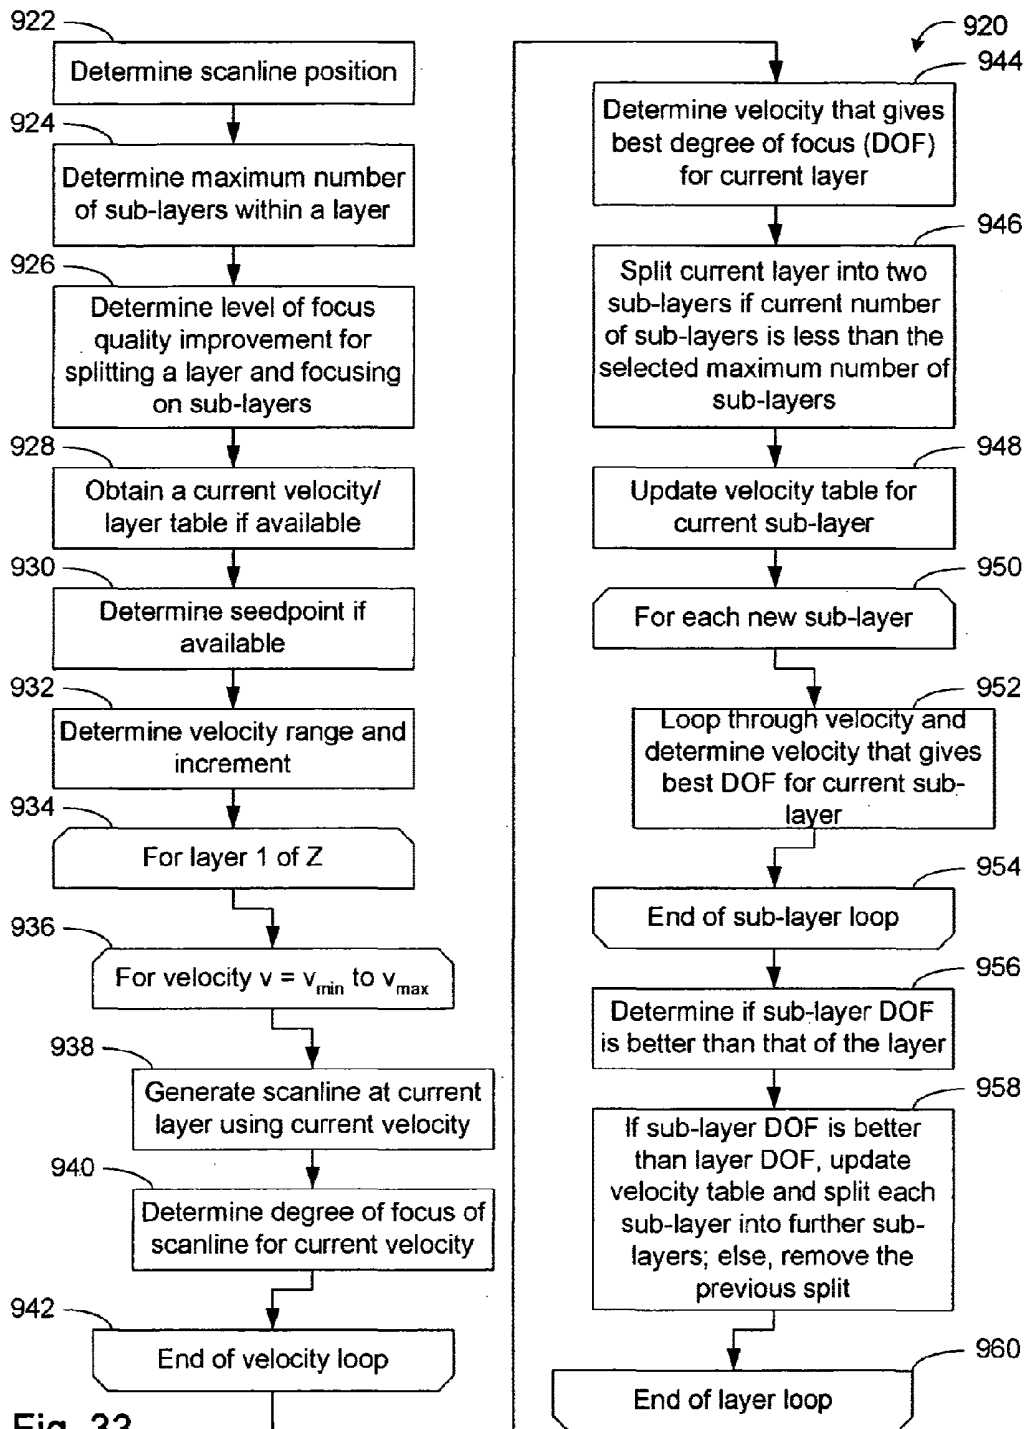 922
Determine scanline position
924
Determine maximum number
of sub-layers within a layer
926
Determine level of focus
quality improvement for
splitting a layer and focusing
on sub-layers
928
Obtain a current velocity/
layer table if available
930
Determine seedpoint if
available
932
Determine velocity range and
increment
934
For layer 1 of Z
936
For velocity v = vmin to vmax
938
Generate scanline at current
layer using current velocity
940
Determine degree of focus of
scanline for current velocity
942
End of velocity loop
Fig. 33
920
944
Determine velocity that gives
best degree of focus (DOF)
for current layer
946
Split current layer into two
sub-layers if current number
of sub-layers is less than the
selected maximum number of
sub-layers
948
Update velocity table for
current sub-layer
950
For each new sub-layer
952
Loop through velocity and
determine velocity that gives
best DOF for current sub-
layer
954
End of sub-layer loop
956
Determine if sub-layer DOF
is better than that of the layer
958
If sub-layer DOF is better
than layer DOF, update
velocity table and split each
sub-layer into further sub-
layers; else, remove the
previous split
960
End of layer loop